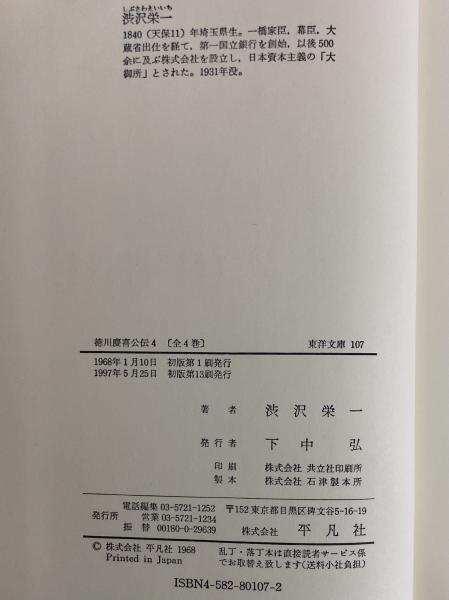 しぶさわえいいち
渋沢栄一
1840（天保11）年埼玉県生。一橋家臣，幕臣，大
蔵省出仕を経て，第一国立銀行を創始，以後500
余に及ぶ株式会社を設立し，日本資本主義の「大
御所」とされた。1931年没。
徳川慶喜公伝 4 〔全4巻〕 東洋文庫 107
1968年1月10日 初版第1刷発行
1997年5月25日 初版第13刷発行
著者 渋沢栄一
発行者 下中弘
印刷 株式会社 共立社印刷所
製本 株式会社 石津製本所
電話編集 03-5721-1252 〒152 東京都目黒区碑文谷5-16-19
発行所 営業 03-5721-1234
振替 00180-0-29639 株式会社 平凡社
© 株式会社 平凡社 1968 乱丁・落丁本は直接読者サービス係
Printed in Japan でお取替え致します（送料小社負担）
ISBN4-582-80107-2